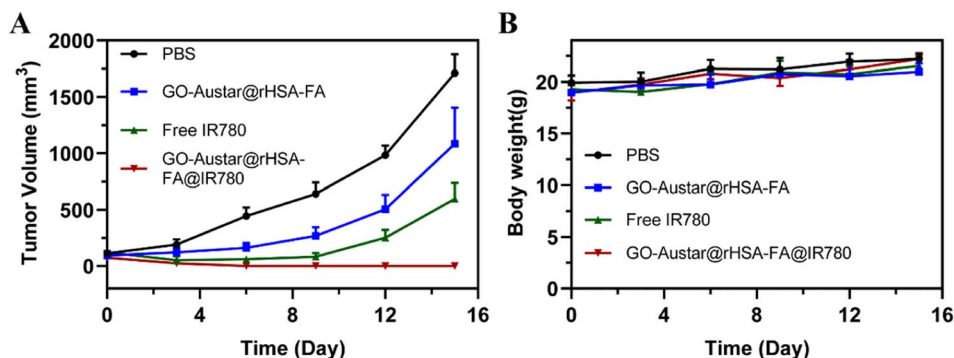 A
Tumor Volume (mm³)
2000
1500
1000
500
0
PBS
GO-Austar@rHSA-FA
Free IR780
GO-Austar@rHSA-
FA@IR780
0 4 8 12 16
Time (Day)
B
Body weight(g)
20
15
10
5
0
PBS
GO-Austar@rHSA-FA
Free IR780
GO-Austar@rHSA-FA@IR780
0 4 8 12 16
Time (Day)